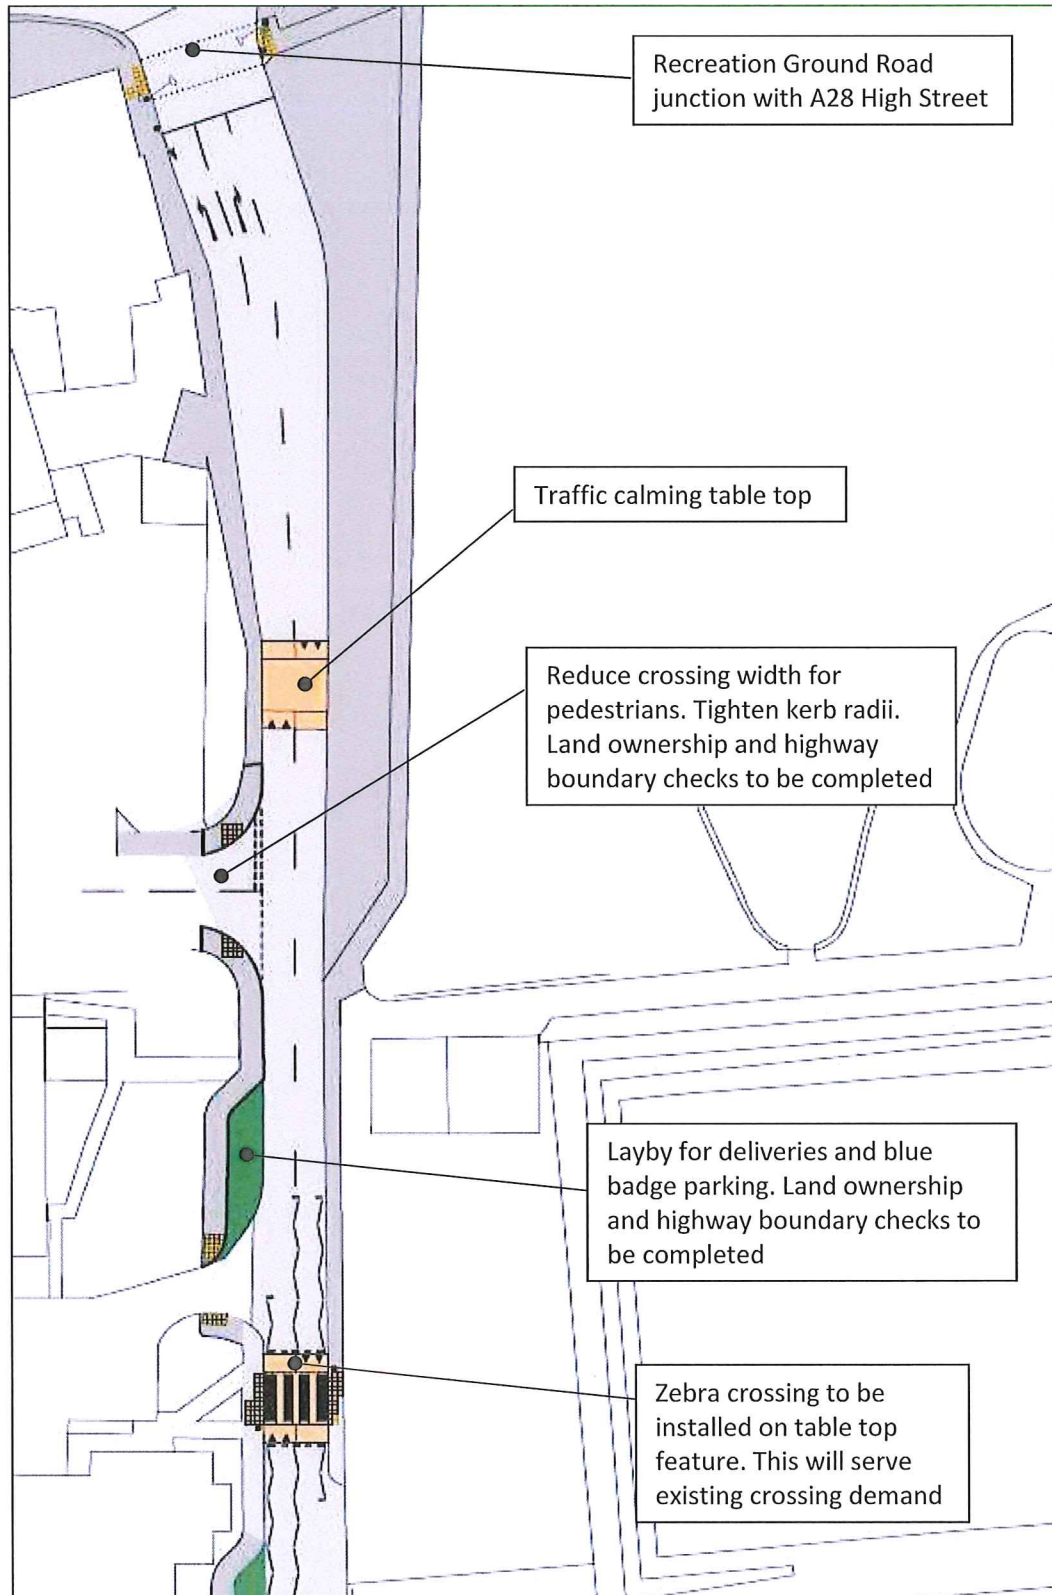 Recreation Ground Road
junction with A28 High Street
Traffic calming table top
Reduce crossing width for
pedestrians. Tighten kerb radii.
Land ownership and highway
boundary checks to be completed
Layby for deliveries and blue
badge parking. Land ownership
and highway boundary checks to
be completed
Zebra crossing to be
installed on table top
feature. This will serve
existing crossing demand